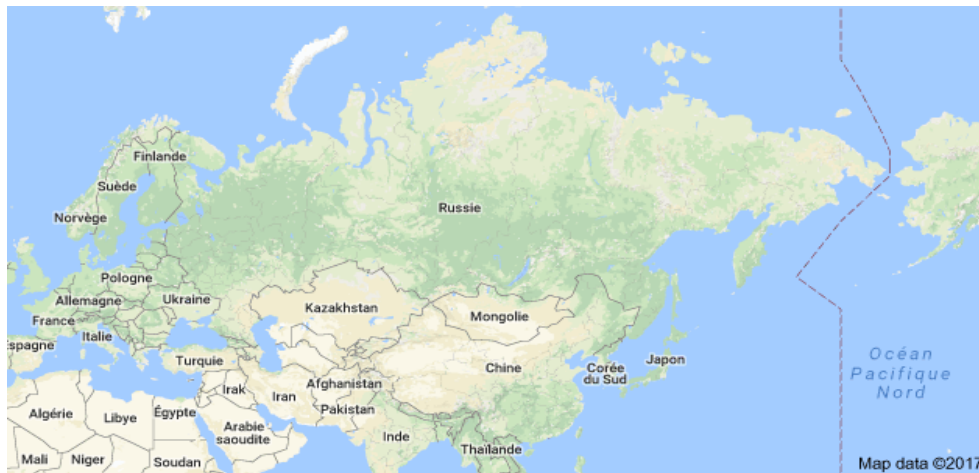 Finlande
Suède
Russie
Norvège
Pologne
Allemagne
Ukraine
Kazakhstan
Mongolie
France
Italie
Espagne
Turquie
Chine
Corée
du Sud
Japon
Océan
Pacifique
Nord
Irak
Iran
Afghanistan
Pakistan
Algérie
Libye
Égypte
Arabie
saoudite
Inde
Thaïlande
Mali
Niger
Soudan
Map data ©2017